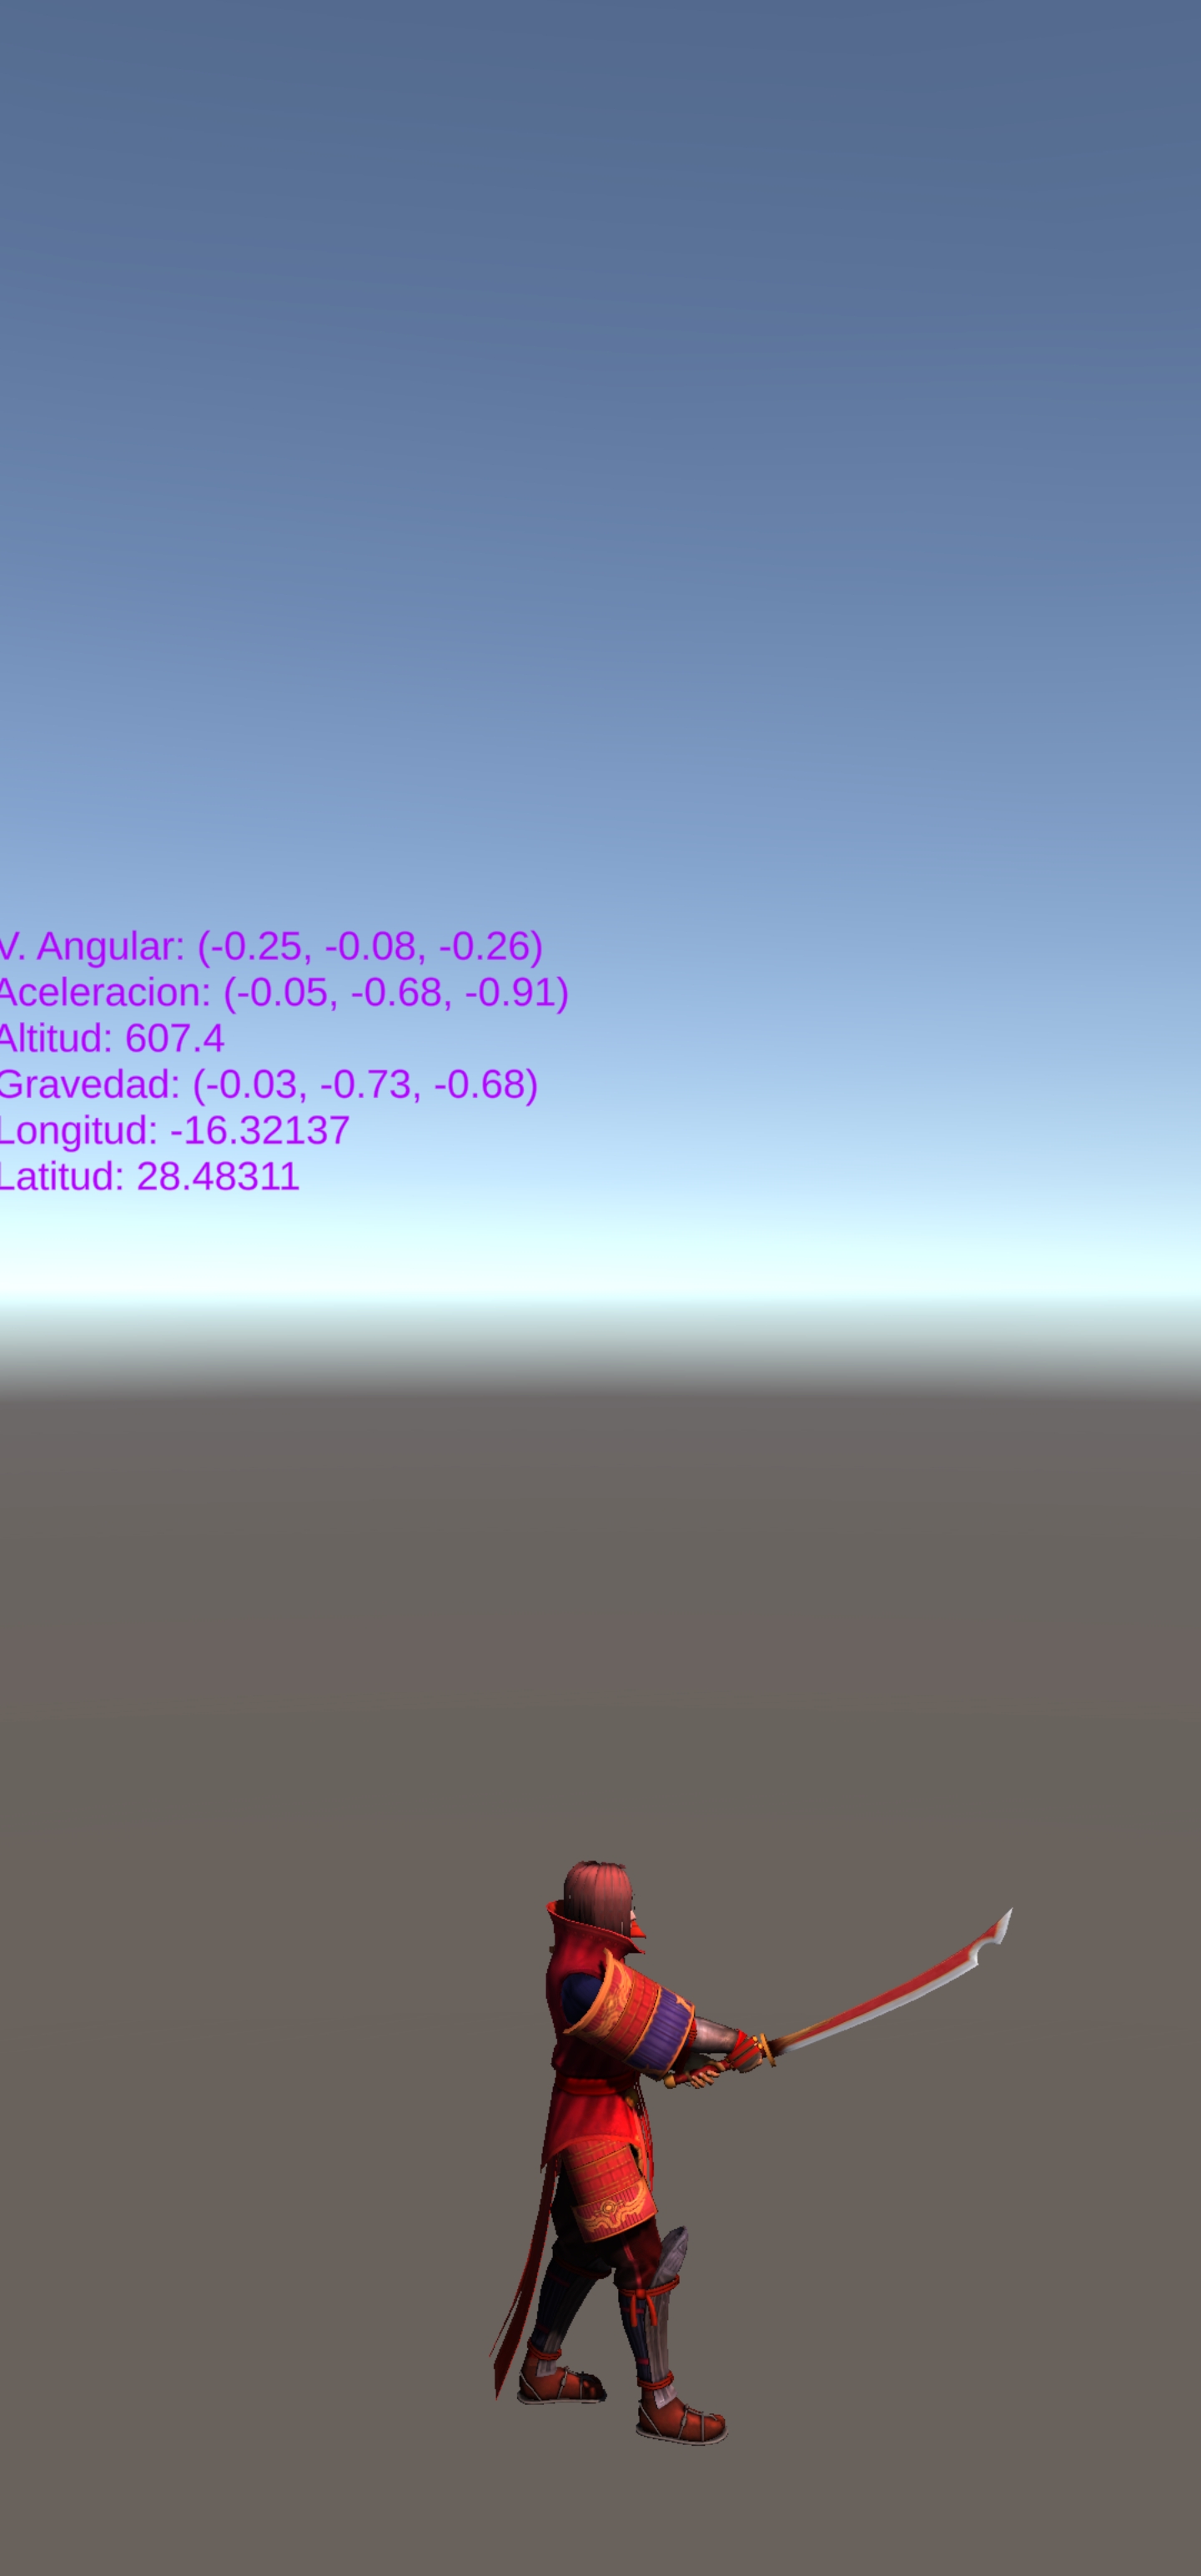 V. Angular: (-0.25, -0.08, -0.26)
Aceleracion: (-0.05, -0.68, -0.91)
Altitud: 607.4
Gravedad: (-0.03, -0.73, -0.68)
Longitud: -16.32137
Latitud: 28.48311